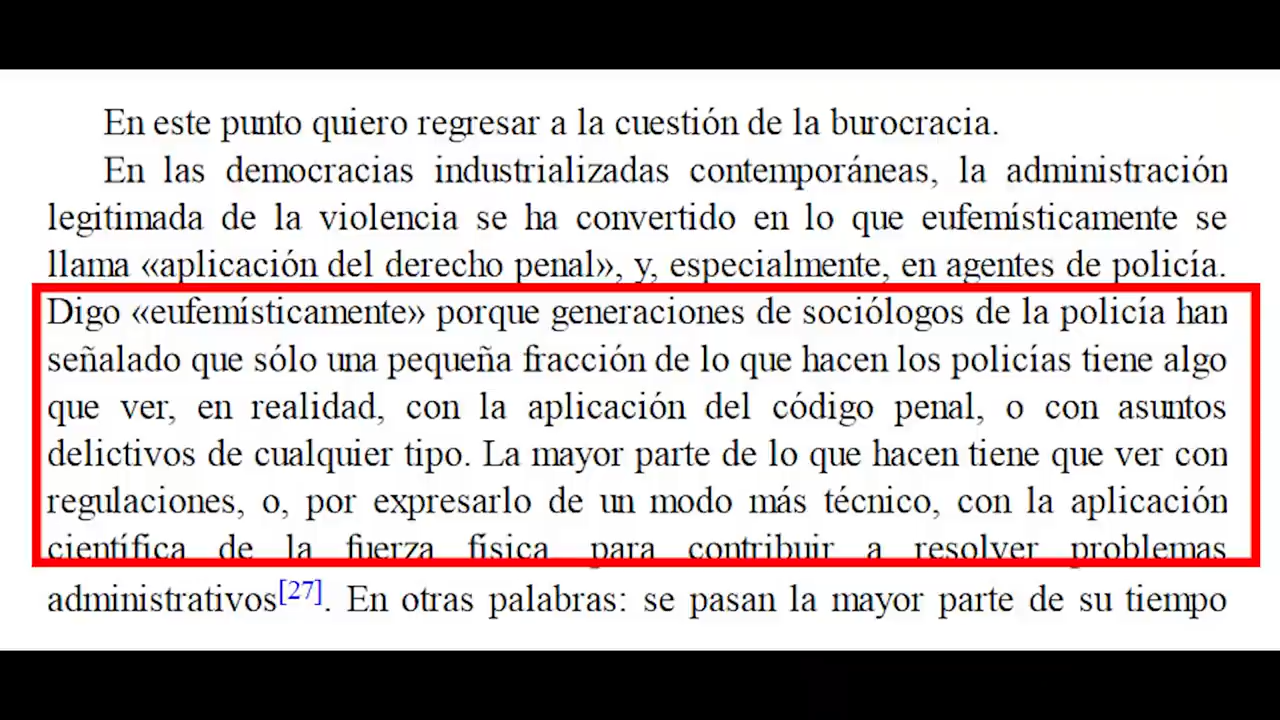 En este punto quiero regresar a la cuestión de la burocracia.
En las democracias industrializadas contemporáneas, la administración
legitimada de la violencia se ha convertido en lo que eufemísticamente se
llama «aplicación del derecho penal», y, especialmente, en agentes de policía.
Digo «eufemísticamente» porque generaciones de sociólogos de la policía han
señalado que sólo una pequeña fracción de lo que hacen los policías tiene algo
que ver, en realidad, con la aplicación del código penal, o con asuntos
delictivos de cualquier tipo. La mayor parte de lo que hacen tiene que ver con
regulaciones, o, por expresarlo de un modo más técnico, con la aplicación
científica de la fuerza física para contribuir a resolver problemas
administrativos[27]. En otras palabras: se pasan la mayor parte de su tiempo